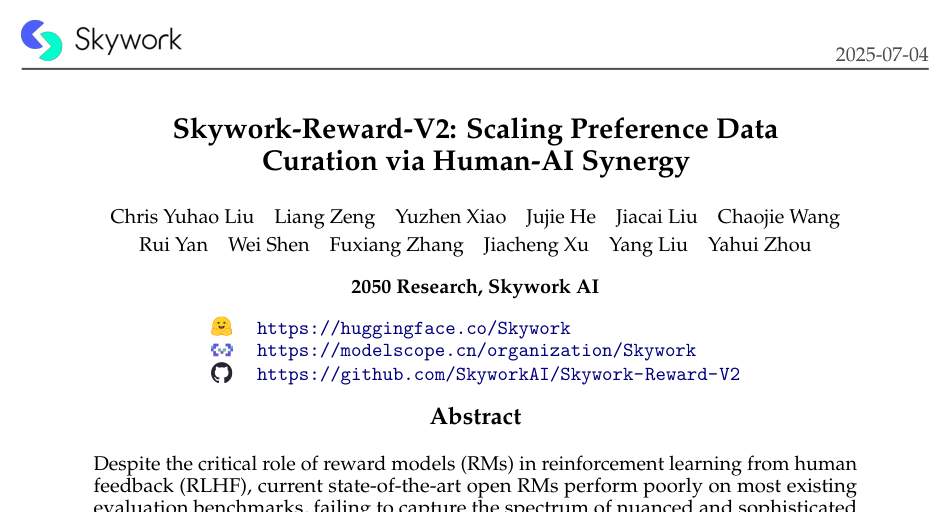 Skywork
2025-07-04
Skywork-Reward-V2: Scaling Preference Data
Curation via Human-AI Synergy
Chris Yuhao Liu Liang Zeng Yuzhen Xiao Jujie He Jiacai Liu Chaojie Wang
Rui Yan Wei Shen Fuxiang Zhang Jiacheng Xu Yang Liu Yahui Zhou
2050 Research, Skywork AI
https://huggingface.co/Skywork
https://modelscope.cn/organization/Skywork
https://github.com/SkyworkAI/Skywork-Reward-V2
Abstract
Despite the critical role of reward models (RMs) in reinforcement learning from human
feedback (RLHF), current state-of-the-art open RMs perform poorly on most existing
evaluation benchmarks, failing to capture the spectrum of nuanced and sophisticated